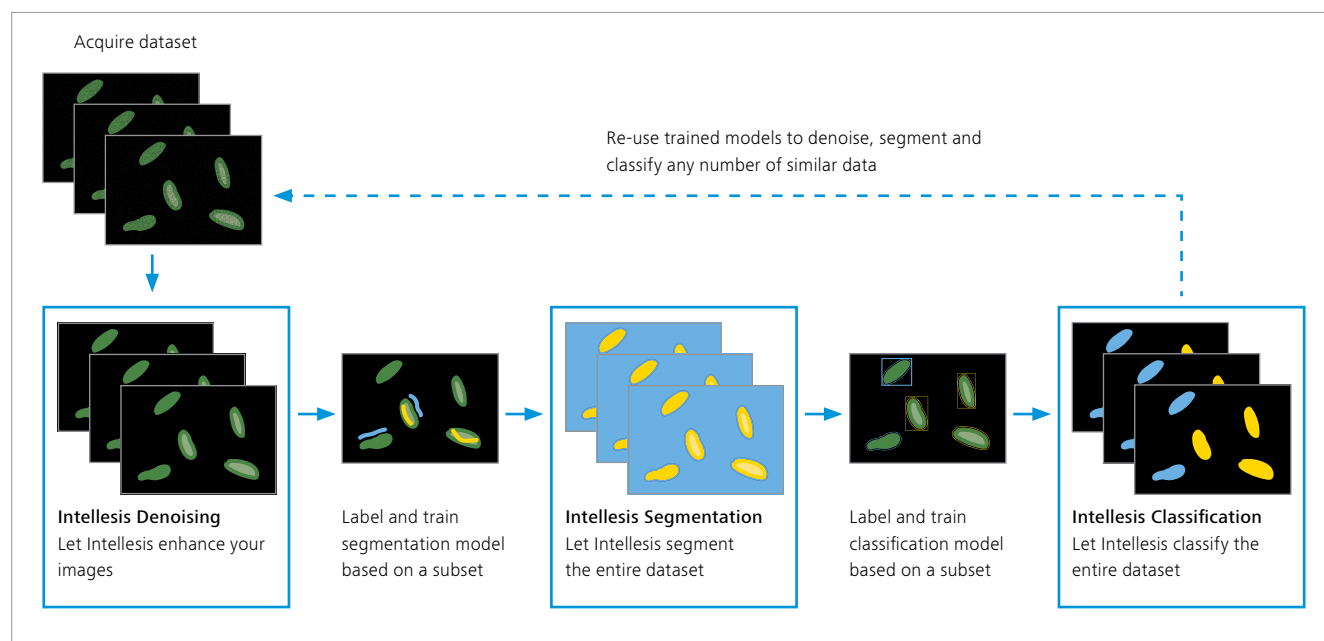 Acquire dataset
Re-use trained models to denoise, segment and
classify any number of similar data
Intellesis Denoising
Let Intellesis enhance your
images
Label and train
segmentation model
based on a subset
Intellesis Segmentation
Let Intellesis segment
the entire dataset
Label and train
classification model
based on a subset
Intellesis Classification
Let Intellesis classify the
entire dataset